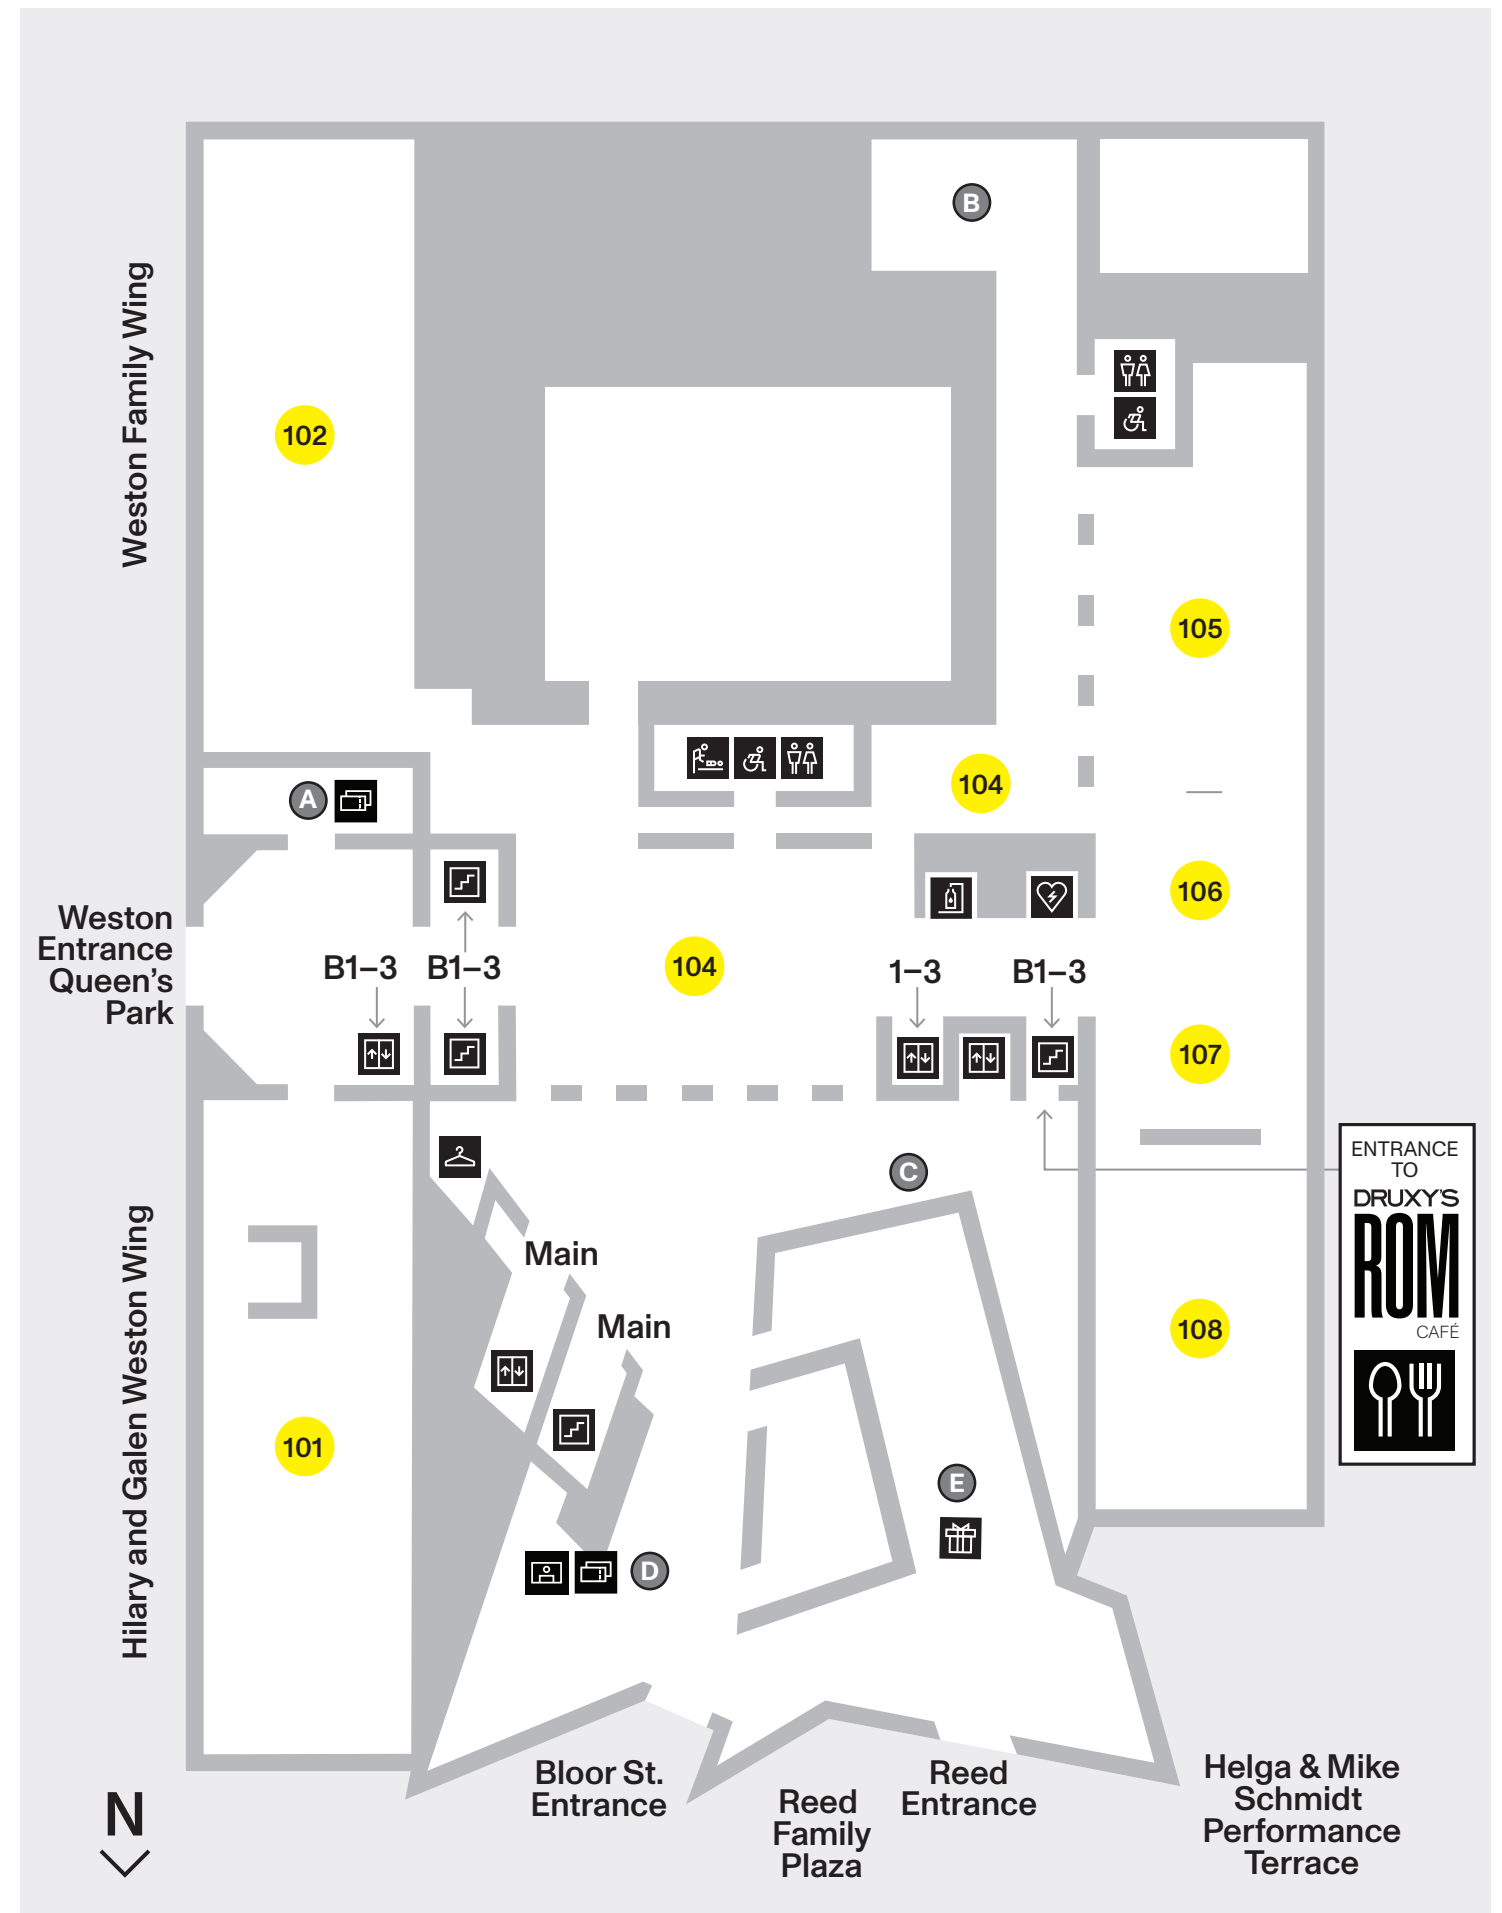 B
Weston Family Wing
102
105
104
A
106
Weston
Entrance
Queen's
Park
B1–3
B1–3
104
1–3
B1–3
107
ENTRANCE
TO
DRUXY'S
ROM
CAFÉ
C
Main
Main
108
Hilary and Galen Weston Wing
101
E
D
Bloor St.
Entrance
Reed
Family
Plaza
Reed
Entrance
Helga & Mike
Schmidt
Performance
Terrace
N